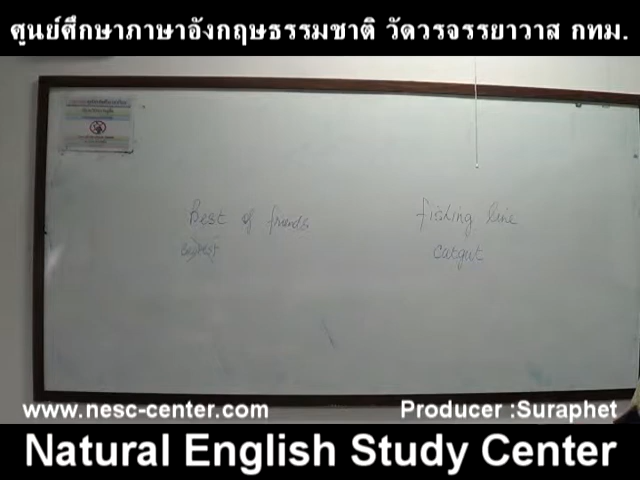 ศูนย์ศึกษาภาษาอังกฤษธรรมชาติ วัดวรจรรยาวาส กทม.
Best of friends
fishing line
catgut
www.nesc-center.com
Producer :Suraphet
Natural English Study Center